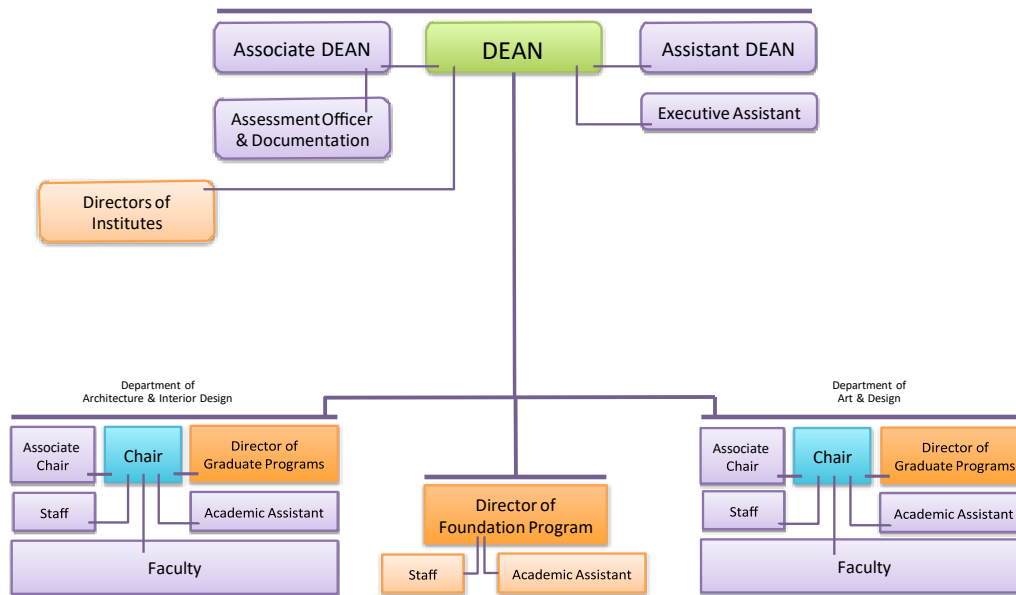 Associate DEAN
DEAN
Assistant DEAN
Assessment Officer
& Documentation
Executive Assistant
Directors of
Institutes
Department of
Architecture & Interior Design
Department of
Art & Design
Associate
Chair
Chair
Director of
Graduate Programs
Staff
Academic Assistant
Faculty
Director of
Foundation Program
Staff
Academic Assistant
Associate
Chair
Chair
Director of
Graduate Programs
Staff
Academic Assistant
Faculty